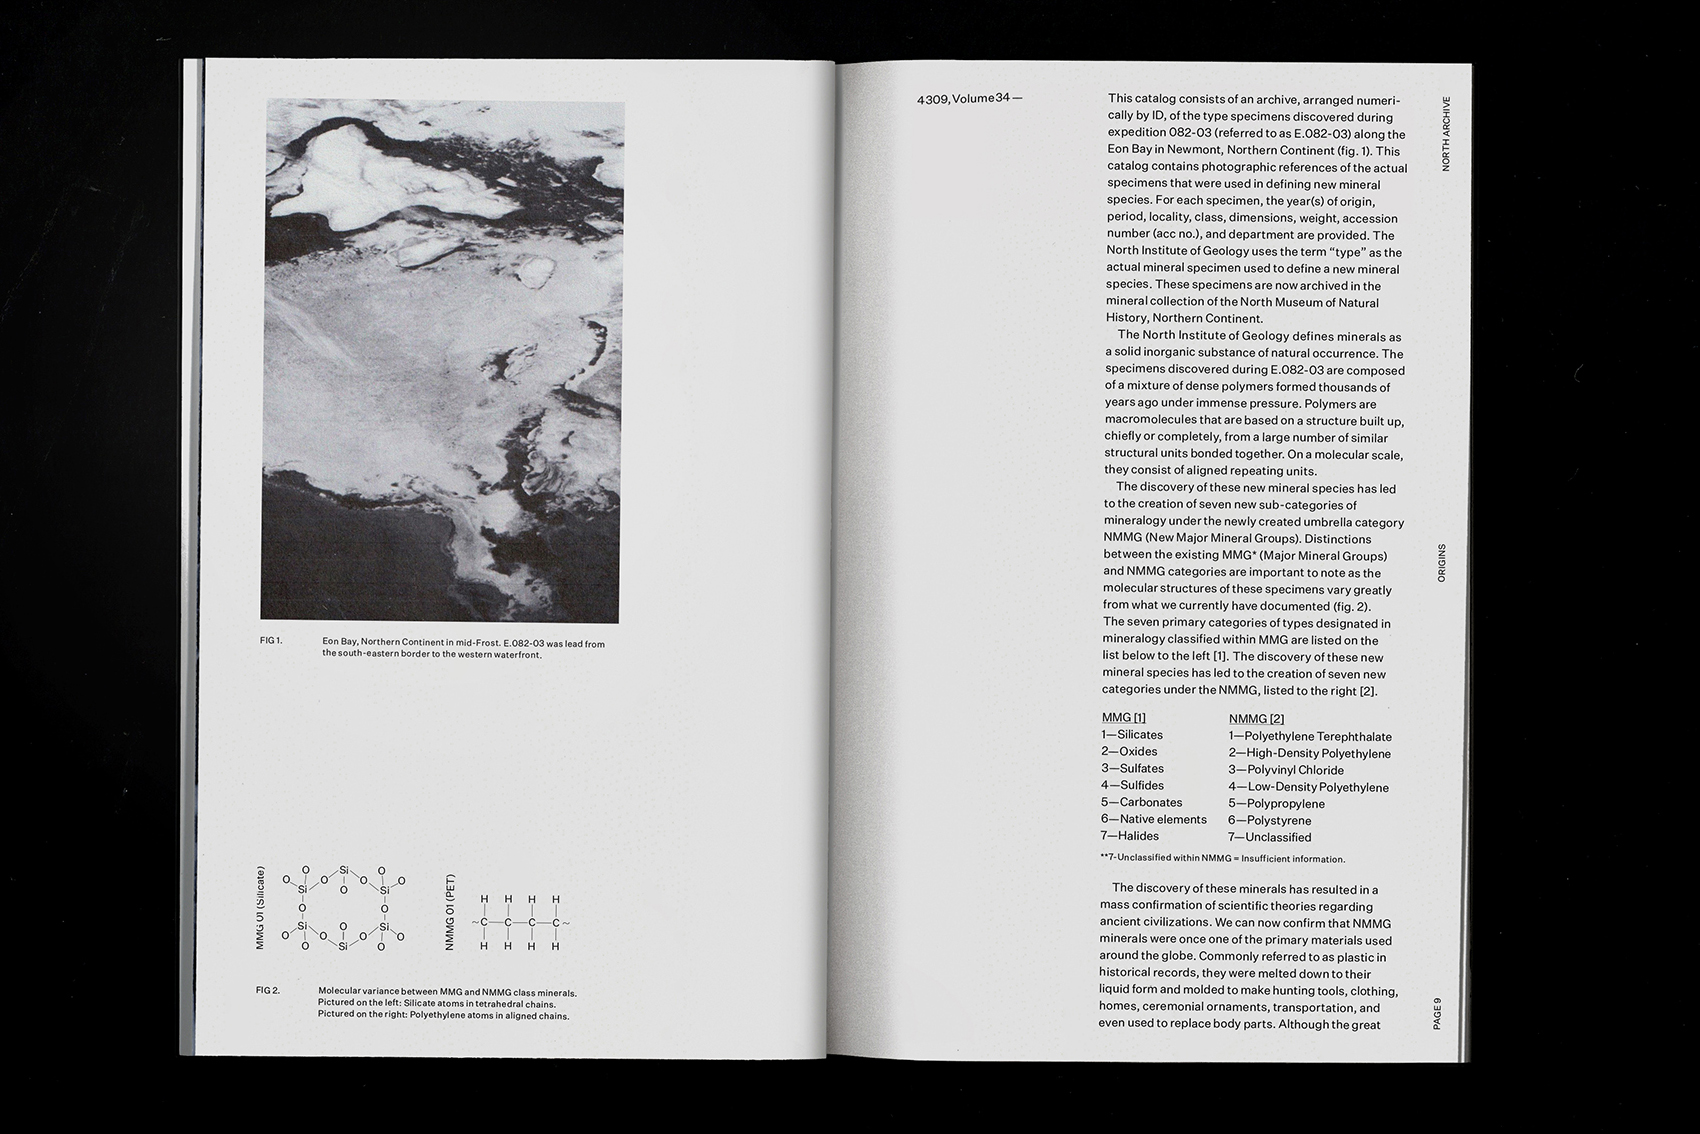 FIG 1.
Eon Bay, Northern Continent in mid-Frost. E.082-03 was lead from
the south-eastern border to the western waterfront.
MMG 01 (Silicate)
O O Si O O
Si O O O Si
O O
Si O Si
O O O O O
O Si O
NMMG 01 (PET)
H H H H
~C—C—C—C~
H H H H
FIG 2.
Molecular variance between MMG and NMMG class minerals.
Pictured on the left: Silicate atoms in tetrahedral chains.
Pictured on the right: Polyethylene atoms in aligned chains.
4309, Volume 34 —
This catalog consists of an archive, arranged numeri-
cally by ID, of the type specimens discovered during
expedition 082-03 (referred to as E.082-03) along the
Eon Bay in Newmont, Northern Continent (fig. 1). This
catalog contains photographic references of the actual
specimens that were used in defining new mineral
species. For each specimen, the year(s) of origin,
period, locality, class, dimensions, weight, accession
number (acc no.), and department are provided. The
North Institute of Geology uses the term “type” as the
actual mineral specimen used to define a new mineral
species. These specimens are now archived in the
mineral collection of the North Museum of Natural
History, Northern Continent.
The North Institute of Geology defines minerals as
a solid inorganic substance of natural occurrence. The
specimens discovered during E.082-03 are composed
of a mixture of dense polymers formed thousands of
years ago under immense pressure. Polymers are
macromolecules that are based on a structure built up,
chiefly or completely, from a large number of similar
structural units bonded together. On a molecular scale,
they consist of aligned repeating units.
The discovery of these new mineral species has led
to the creation of seven new sub-categories of
mineralogy under the newly created umbrella category
NMMG (New Major Mineral Groups). Distinctions
between the existing MMG* (Major Mineral Groups)
and NMMG categories are important to note as the
molecular structures of these specimens vary greatly
from what we currently have documented (fig. 2).
The seven primary categories of types designated in
mineralogy classified within MMG are listed on the
list below to the left [1]. The discovery of these new
mineral species has led to the creation of seven new
categories under the NMMG, listed to the right [2].
MMG [1]
1—Silicates
2—Oxides
3—Sulfates
4—Sulfides
5—Carbonates
6—Native elements
7—Halides
NMMG [2]
1—Polyethylene Terephthalate
2—High-Density Polyethylene
3—Polyvinyl Chloride
4—Low-Density Polyethylene
5—Polypropylene
6—Polystyrene
7—Unclassified
**7-Unclassified within NMMG = Insufficient information.
The discovery of these minerals has resulted in a
mass confirmation of scientific theories regarding
ancient civilizations. We can now confirm that NMMG
minerals were once one of the primary materials used
around the globe. Commonly referred to as plastic in
historical records, they were melted down to their
liquid form and molded to make hunting tools, clothing,
homes, ceremonial ornaments, transportation, and
even used to replace body parts. Although the great
NORTH ARCHIVE
ORIGINS
PAGE 9